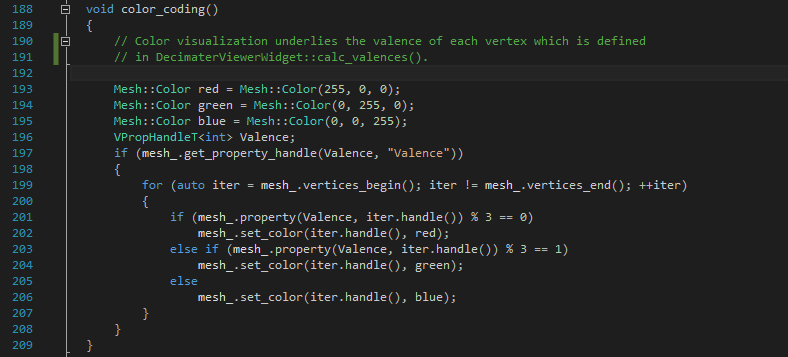 188 void color_coding()
189 {
190 // Color visualization underlies the valence of each vertex which is defined
191 // in DecimaterViewerWidget::calc_valences().
192
193 Mesh::Color red = Mesh::Color(255, 0, 0);
194 Mesh::Color green = Mesh::Color(0, 255, 0);
195 Mesh::Color blue = Mesh::Color(0, 0, 255);
196 VPropHandleT<int> Valence;
197 if (mesh_.get_property_handle(Valence, "Valence"))
198 {
199 for (auto iter = mesh_.vertices_begin(); iter != mesh_.vertices_end(); ++iter)
200 {
201 if (mesh_.property(Valence, iter.handle()) % 3 == 0)
202 mesh_.set_color(iter.handle(), red);
203 else if (mesh_.property(Valence, iter.handle()) % 3 == 1)
204 mesh_.set_color(iter.handle(), green);
205 else
206 mesh_.set_color(iter.handle(), blue);
207 }
208 }
209 }